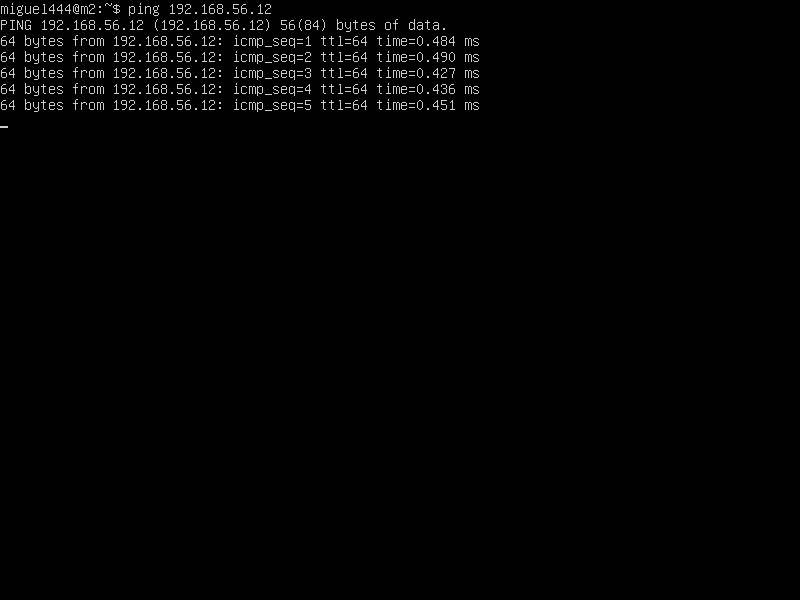 miguel444@m2:~$ ping 192.168.56.12
PING 192.168.56.12 (192.168.56.12) 56(84) bytes of data.
64 bytes from 192.168.56.12: icmp_seq=1 ttl=64 time=0.484 ms
64 bytes from 192.168.56.12: icmp_seq=2 ttl=64 time=0.490 ms
64 bytes from 192.168.56.12: icmp_seq=3 ttl=64 time=0.427 ms
64 bytes from 192.168.56.12: icmp_seq=4 ttl=64 time=0.436 ms
64 bytes from 192.168.56.12: icmp_seq=5 ttl=64 time=0.451 ms